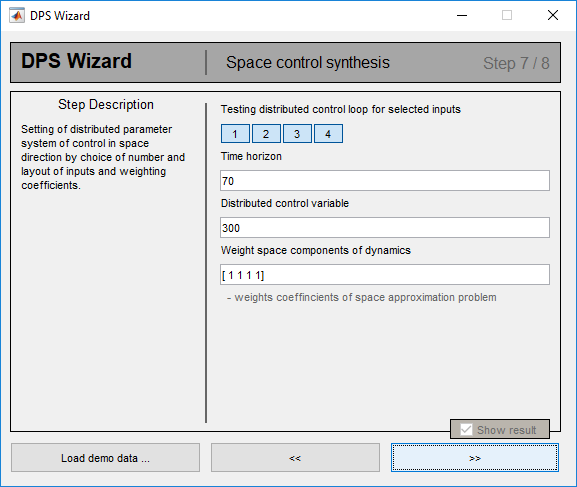 DPS Wizard
DPS Wizard
Space control synthesis
Step 7 / 8
Step Description
Setting of distributed parameter
system of control in space
direction by choice of number and
layout of inputs and weighting
coefficients.
Testing distributed control loop for selected inputs
1 2 3 4
Time horizon
70
Distributed control variable
300
Weight space components of dynamics
[ 1 1 1 1]
- weights coeffincients of space approximation problem
Show result
Load demo data ...
<<
>>